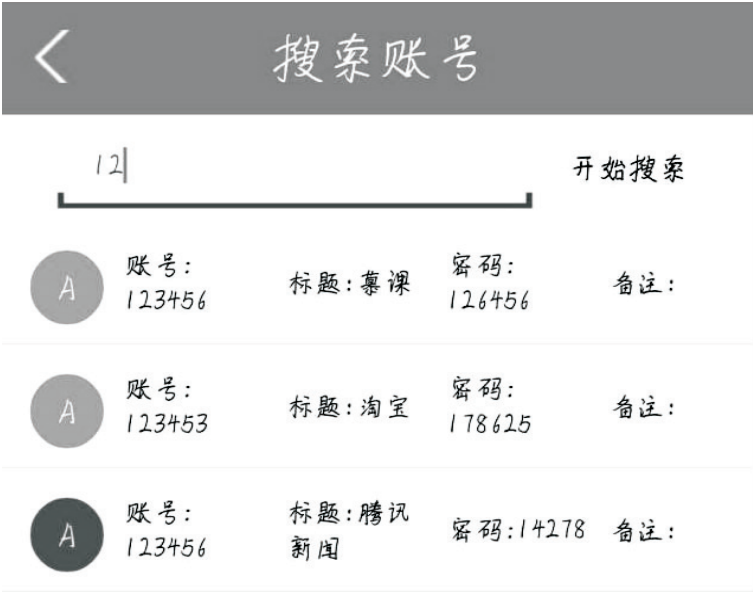 搜索账号
12
开始搜索
A
账号:
123456
标题:慕课
密码:
126456
备注:
A
账号:
123453
标题:淘宝
密码:
178625
备注:
A
账号:
123456
标题:腾讯
新闻
密码:14278
备注: